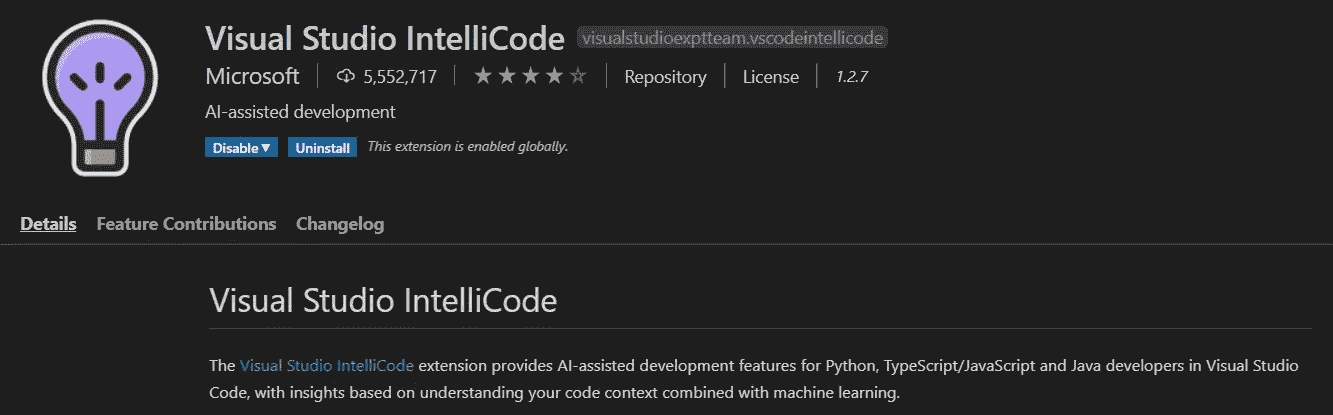 Visual Studio IntelliCode visualstudioexptteam.vscodeintellicode
Microsoft 5,552,717 Repository License 1.2.7
AI-assisted development
Disable Uninstall This extension is enabled globally.
Details Feature Contributions Changelog
Visual Studio IntelliCode
The Visual Studio IntelliCode extension provides AI-assisted development features for Python, TypeScript/JavaScript and Java developers in Visual Studio
Code, with insights based on understanding your code context combined with machine learning.